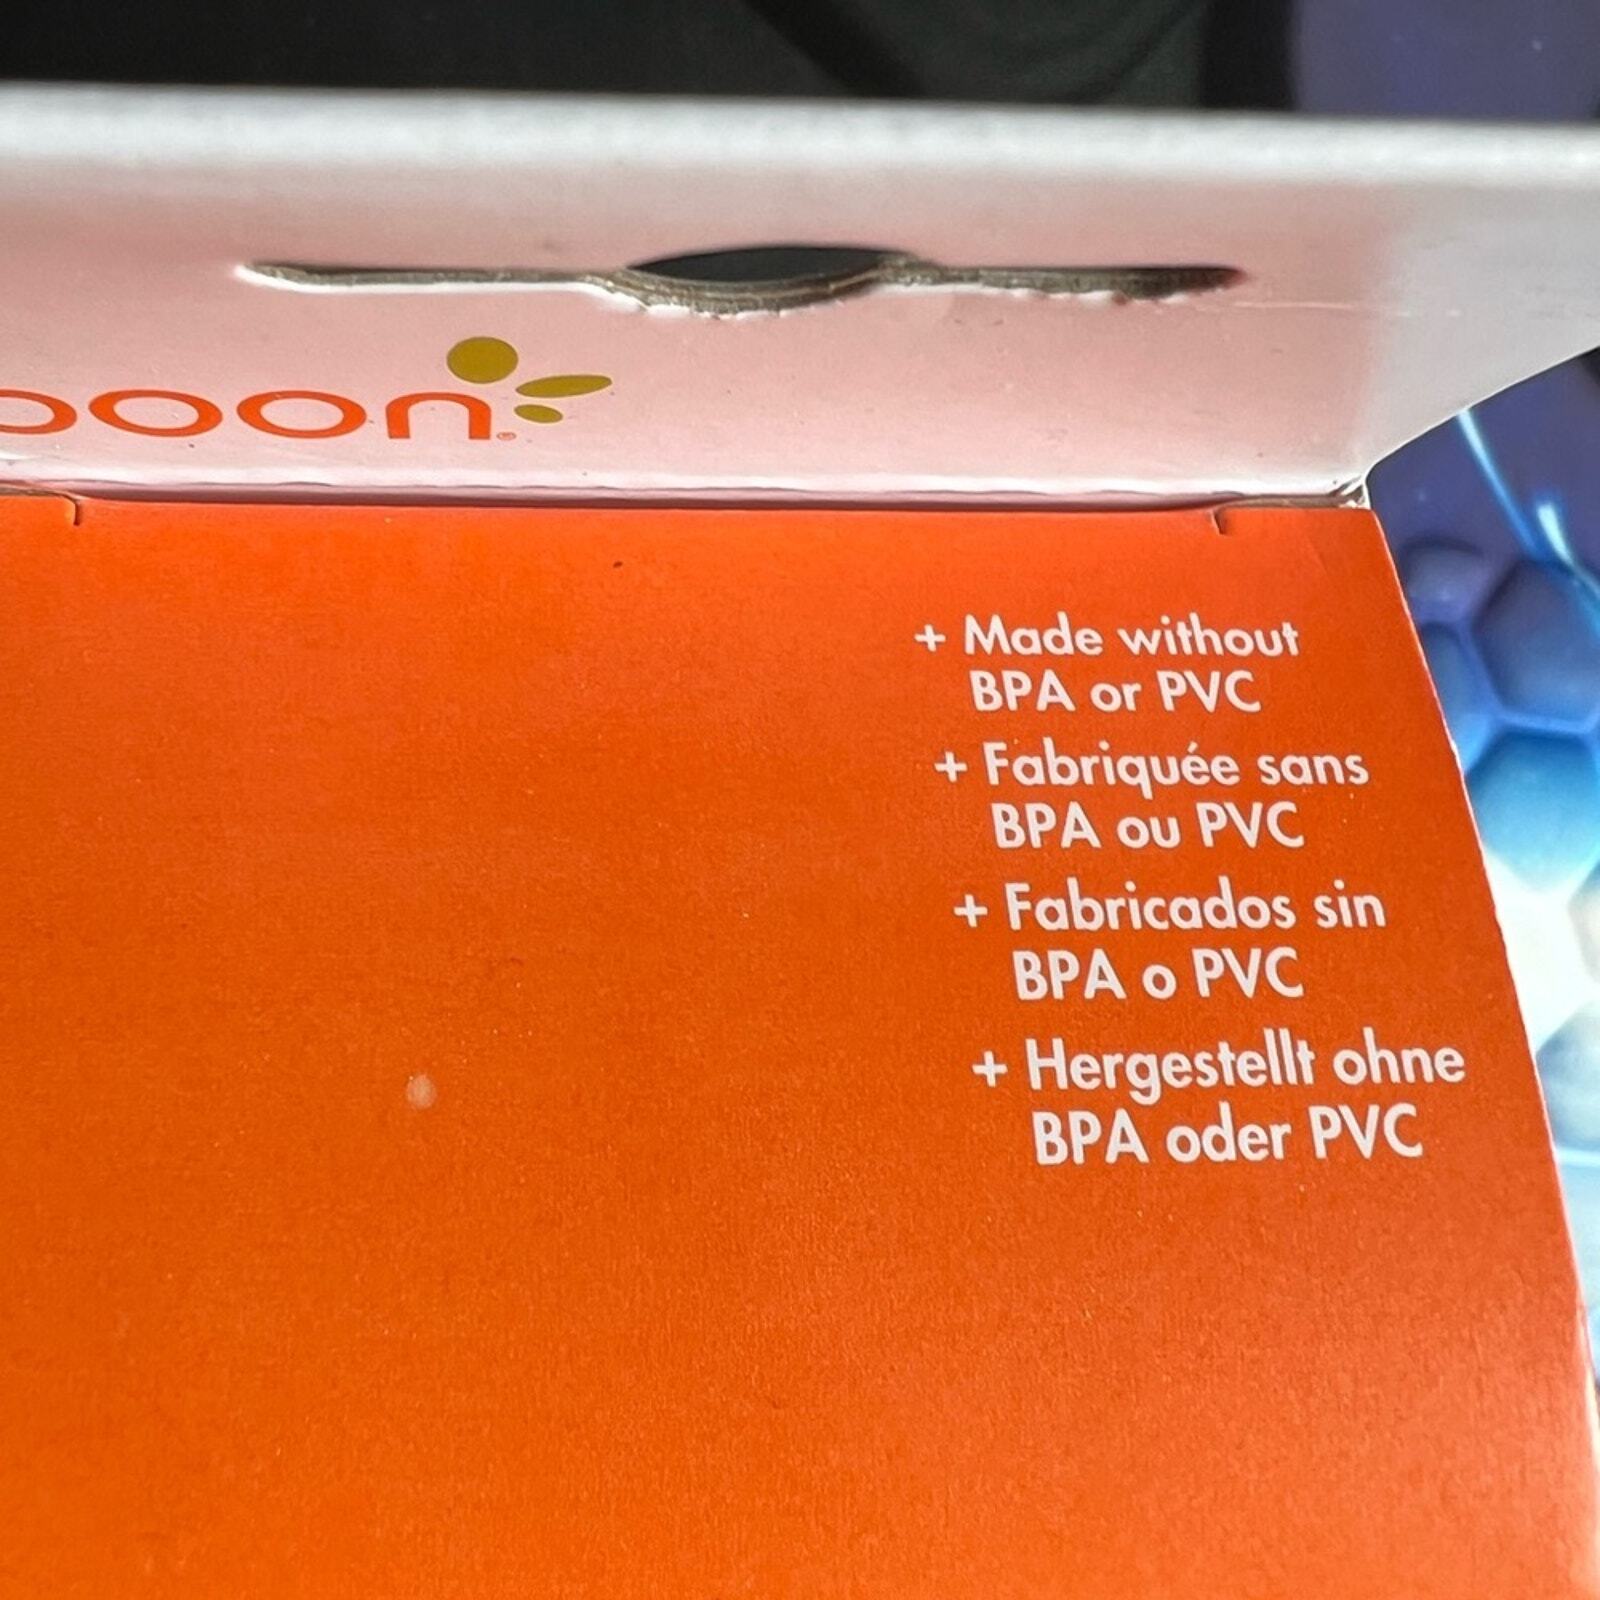 boon
+ Made without
BPA or PVC
+ Fabriquée sans
BPA ou PVC
+ Fabricados sin
BPA o PVC
+ Hergestellt ohne
BPA oder PVC